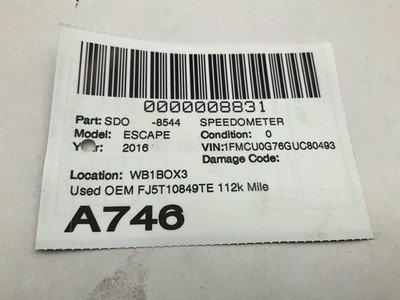 0000008831
Part: SDO -8544 SPEEDOMETER
Model: ESCAPE Condition: 0
Year: 2016 VIN:1FMCU0G76GUC80493
Damage Code:
Location: WB1BOX3
Used OEM FJ5T10849TE 112k Mile
A746